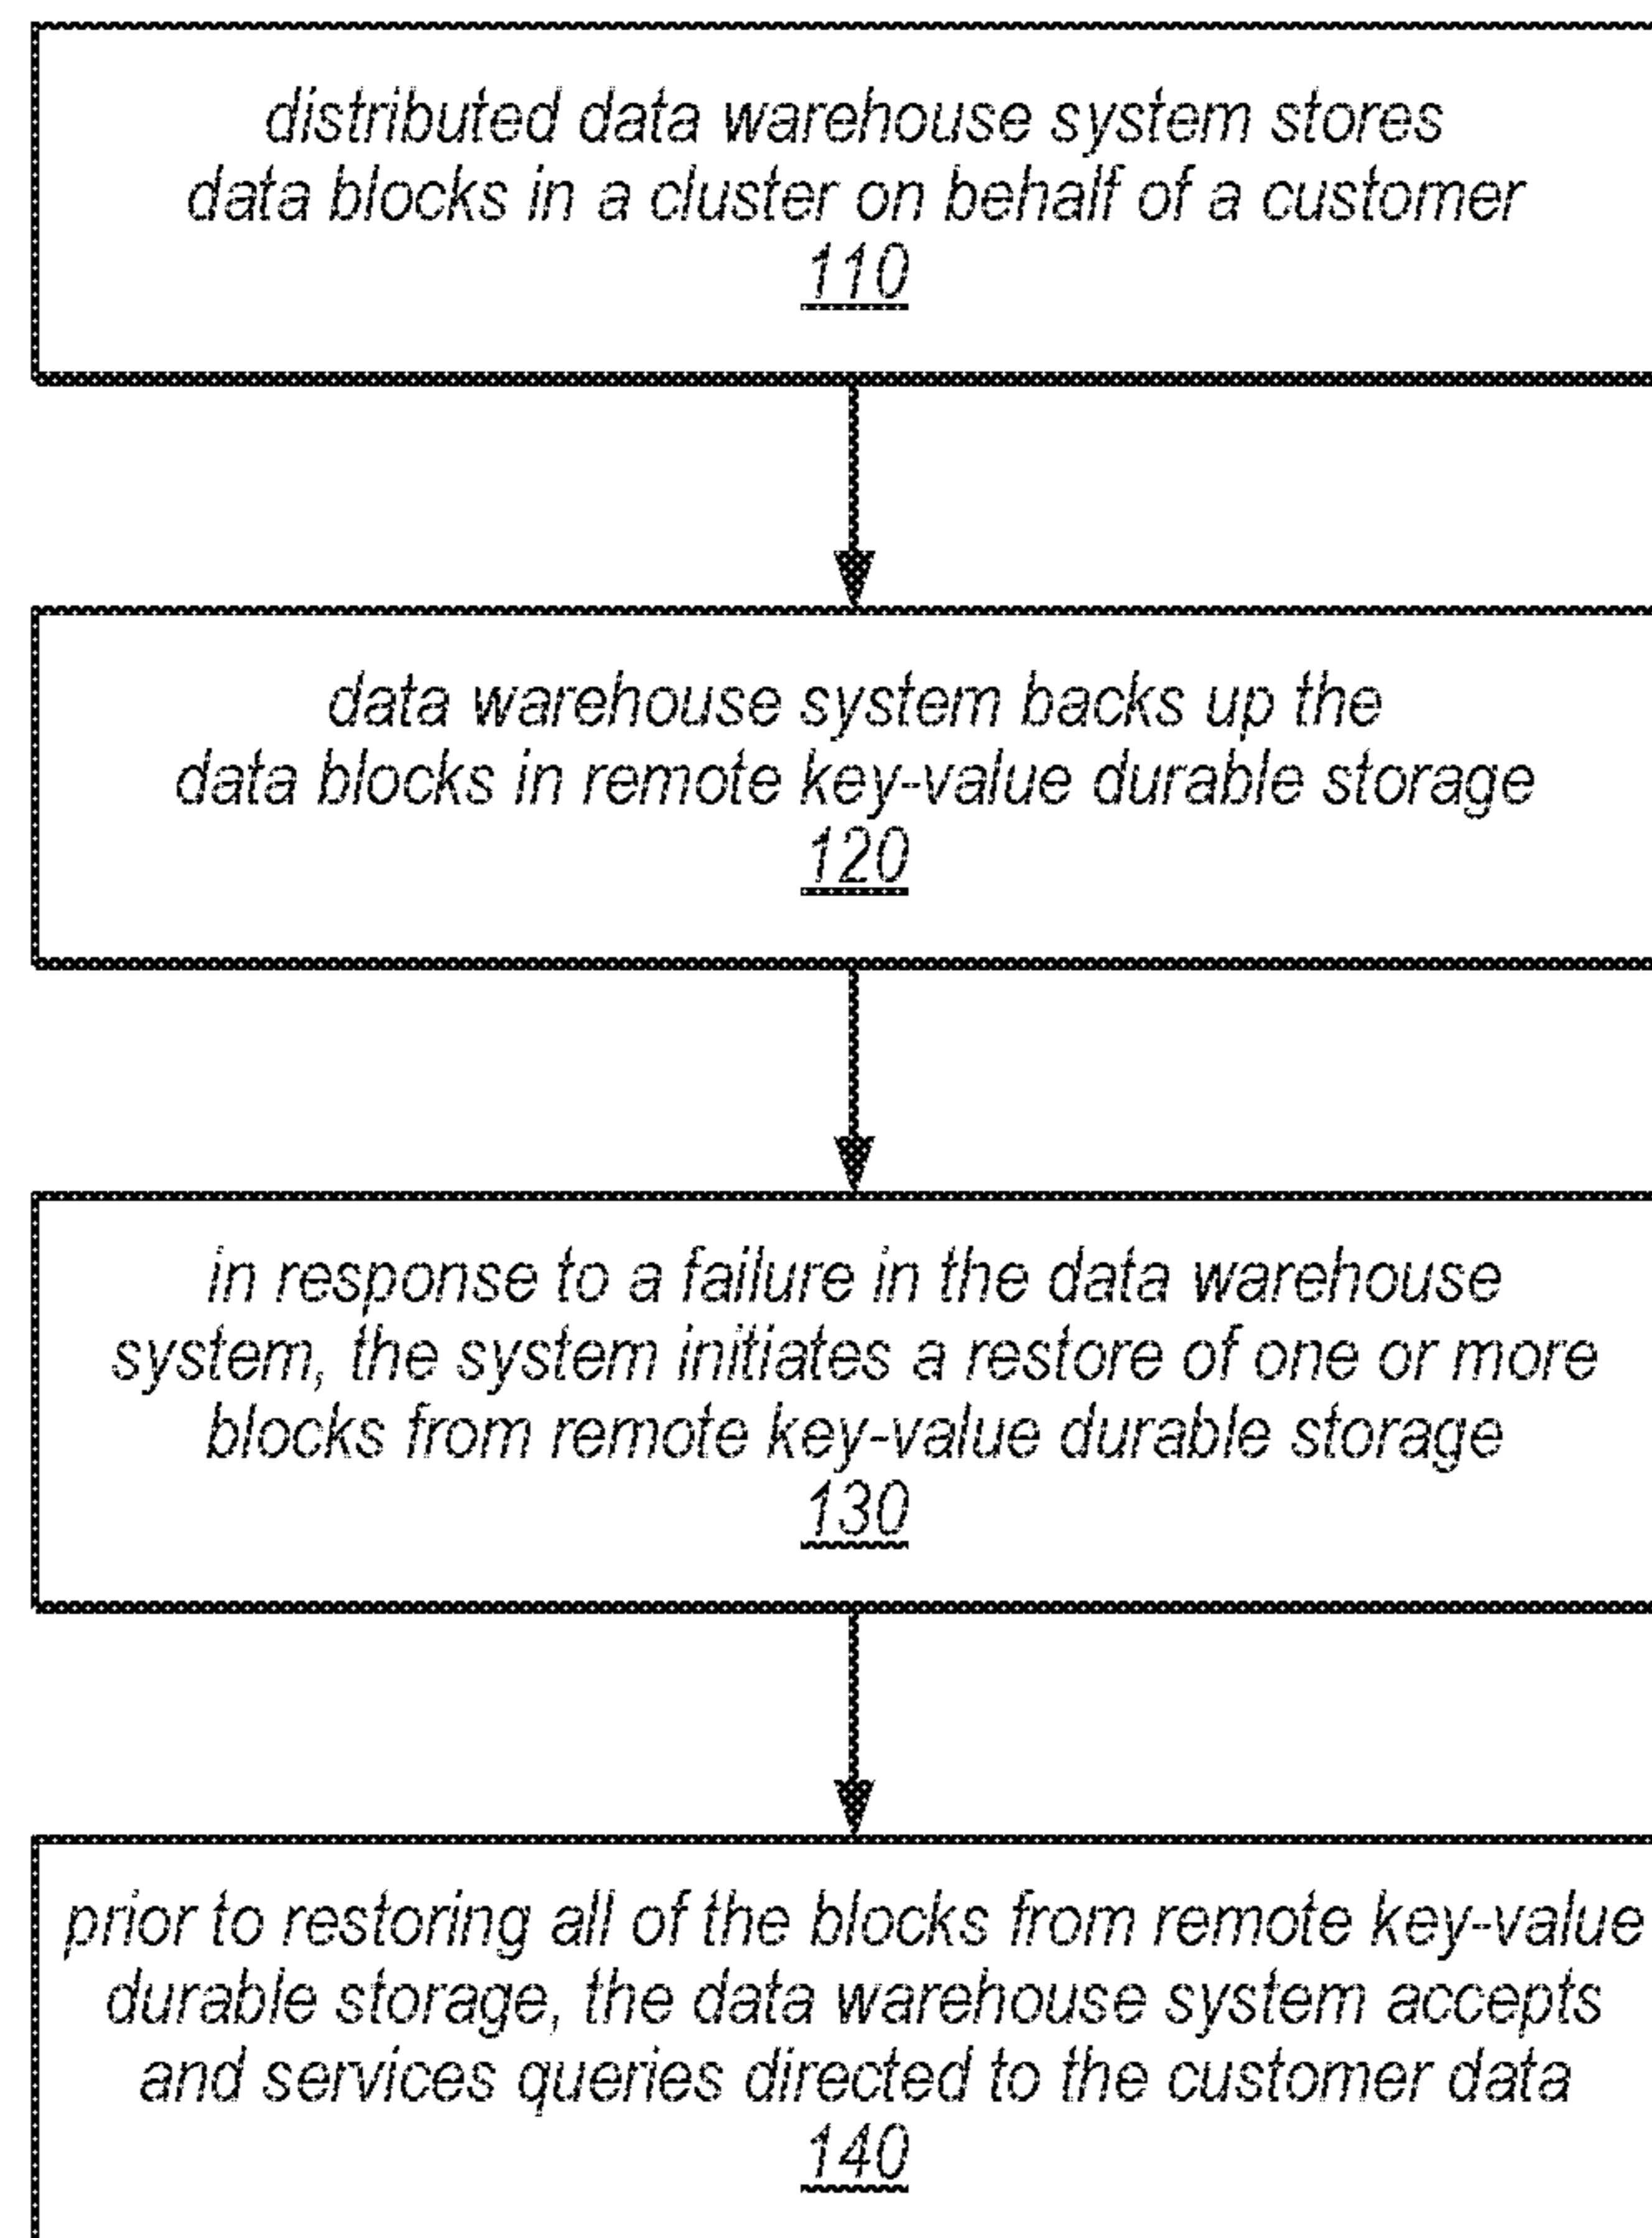 distributed data warehouse system stores
data blocks in a cluster on behalf of a customer
110
data warehouse system backs up the
data blocks in remote key-value durable storage
120
in response to a failure in the data warehouse
system, the system initiates a restore of one or more
blocks from remote key-value durable storage
130
prior to restoring all of the blocks from remote key-value
durable storage, the data warehouse system accepts
and services queries directed to the customer data
140